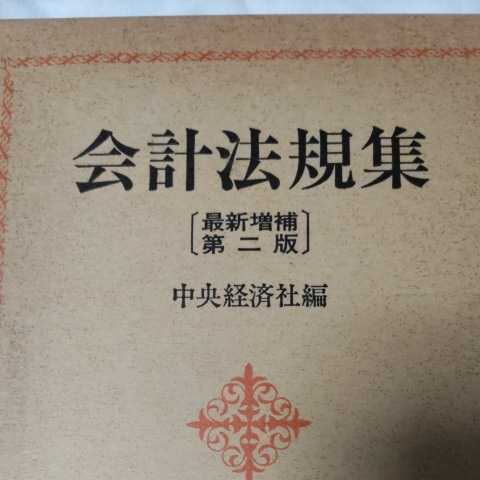 会計法規集
〔最新増補
第二版〕
中央経済社編